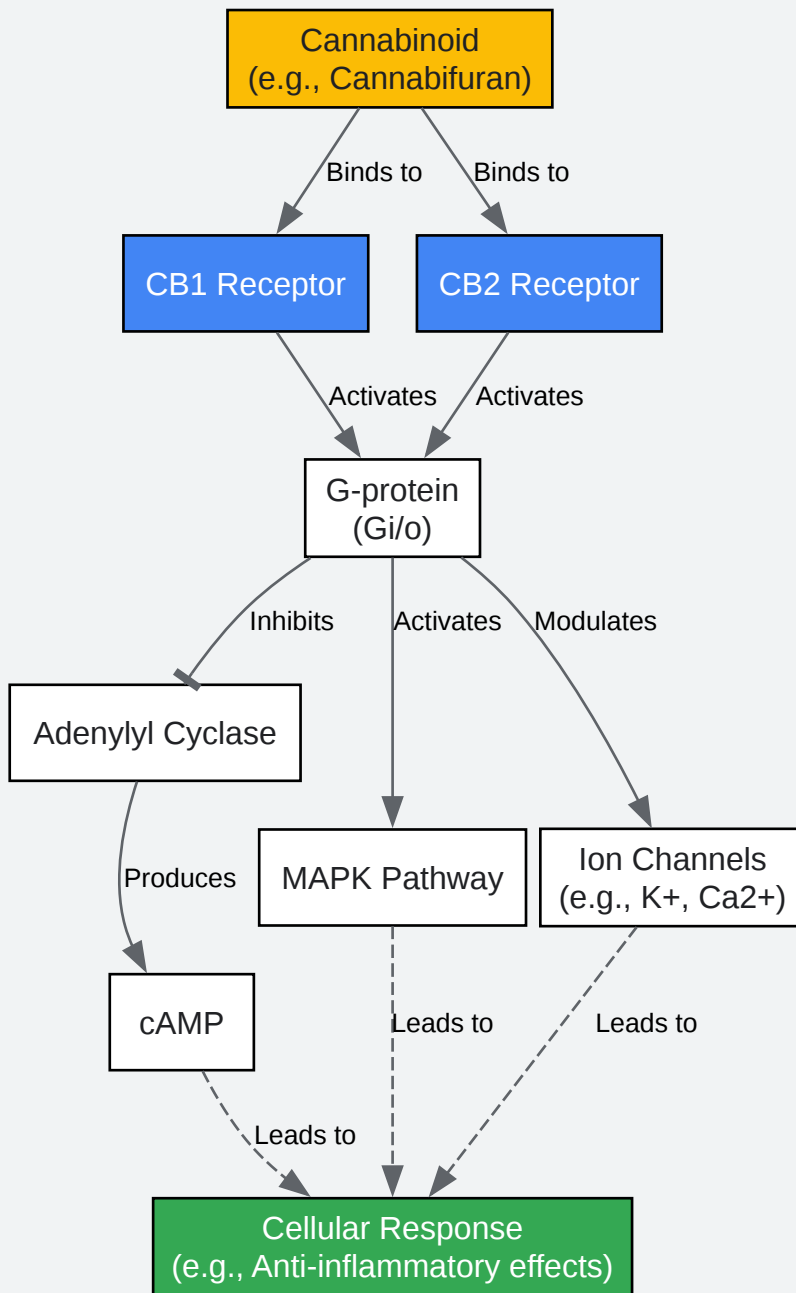 Cannabinoid
(e.g., Cannabifuran)
Binds to
Binds to
CB1 Receptor
CB2 Receptor
Activates
Activates
G-protein
(Gi/o)
Inhibits
Activates
Modulates
Adenylyl Cyclase
Produces
MAPK Pathway
Ion Channels
(e.g., K+, Ca2+)
cAMP
Leads to
Leads to
Leads to
Cellular Response
(e.g., Anti-inflammatory effects)